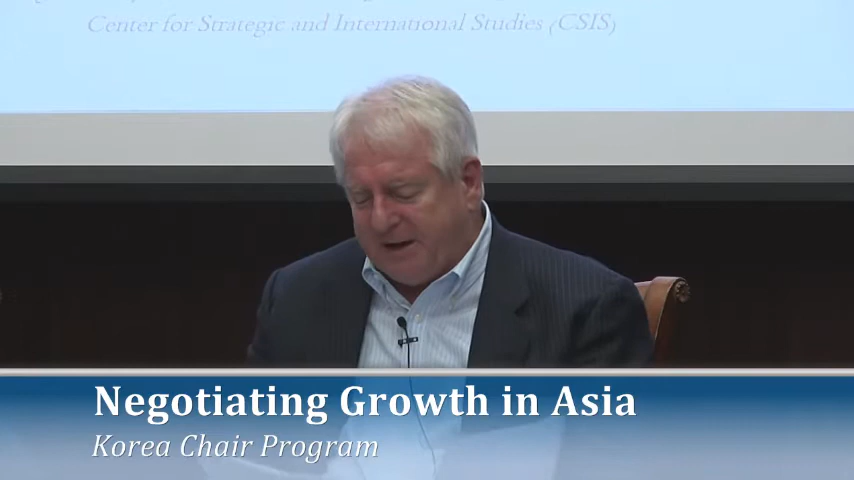 Center for Strategic and International Studies (CSIS)
Negotiating Growth in Asia
Korea Chair Program